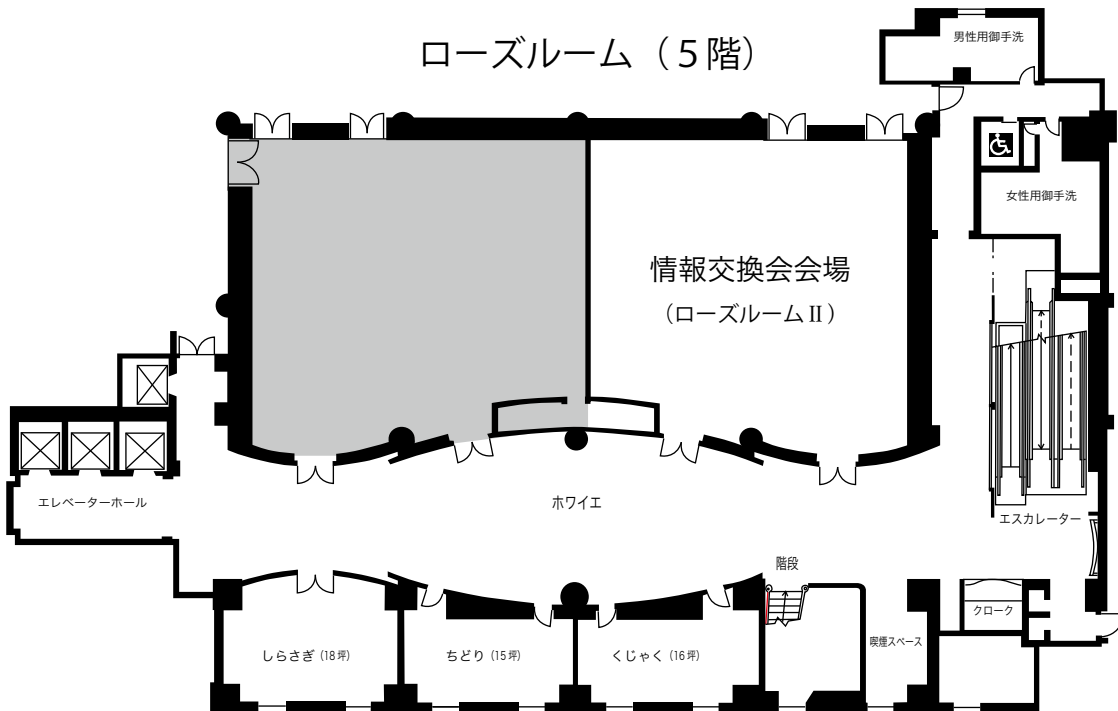 ローズルーム（5階）
男性用御手洗
女性用御手洗
情報交換会会場
（ローズルームⅡ）
エレベーターホール
ホワイエ
エスカレーター
階段
クローク
喫煙スペース
しらさぎ（18坪）
ちどり（15坪）
くじゃく（16坪）